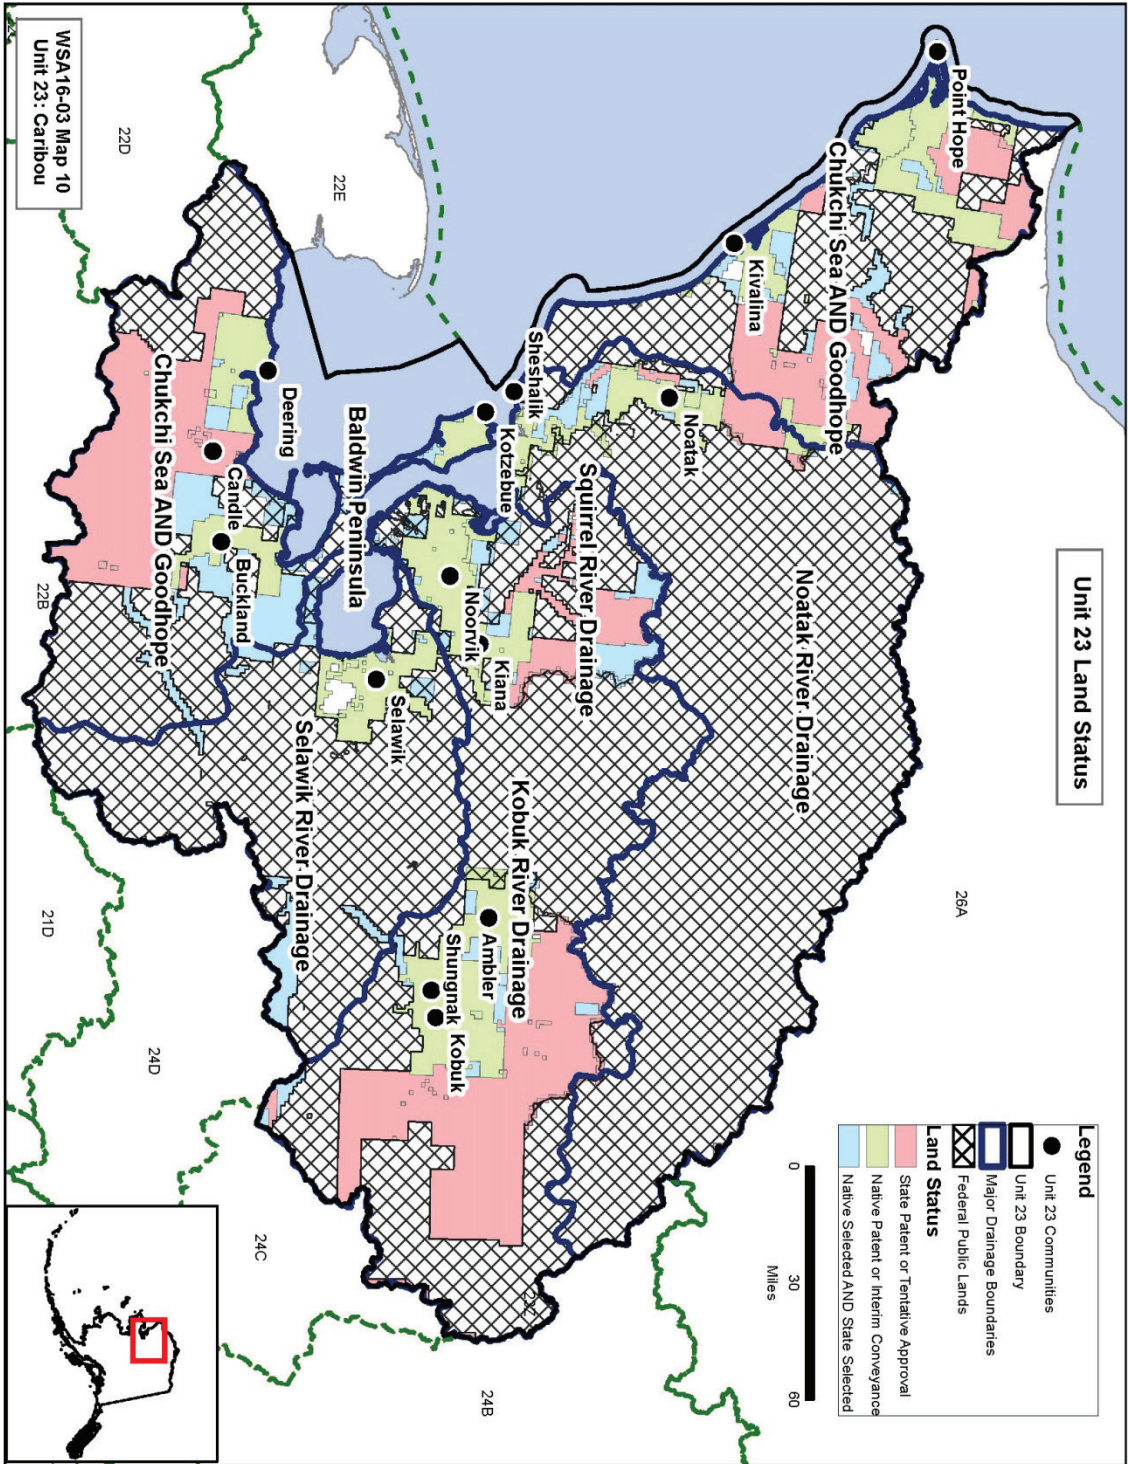 Unit 23 Land Status
Legend
Unit 23 Communities
Unit 23 Boundary
Major Drainage Boundaries
Federal Public Lands
Land Status
State Patent or Tentative Approval
Native Patent or Interim Conveyance
Native Selected AND State Selected
0 30 60
Miles
26A
Point Hope
Chukchi Sea AND Goodhope
Kivalina
Noatak River Drainage
Noatak
Squirrel River Drainage
Sheshalik
Kotzebue
Noorvik
Kiana
Kobuk River Drainage
Ambler
Shungnak
Kobuk
Baldwin Peninsula
Selawik
Selawik River Drainage
Deering
Candle
Buckland
Chukchi Sea AND Goodhope
22E
22D
22B
21D
24D
24C
24B
23Z
WSA16-03 Map 10
Unit 23: Caribou